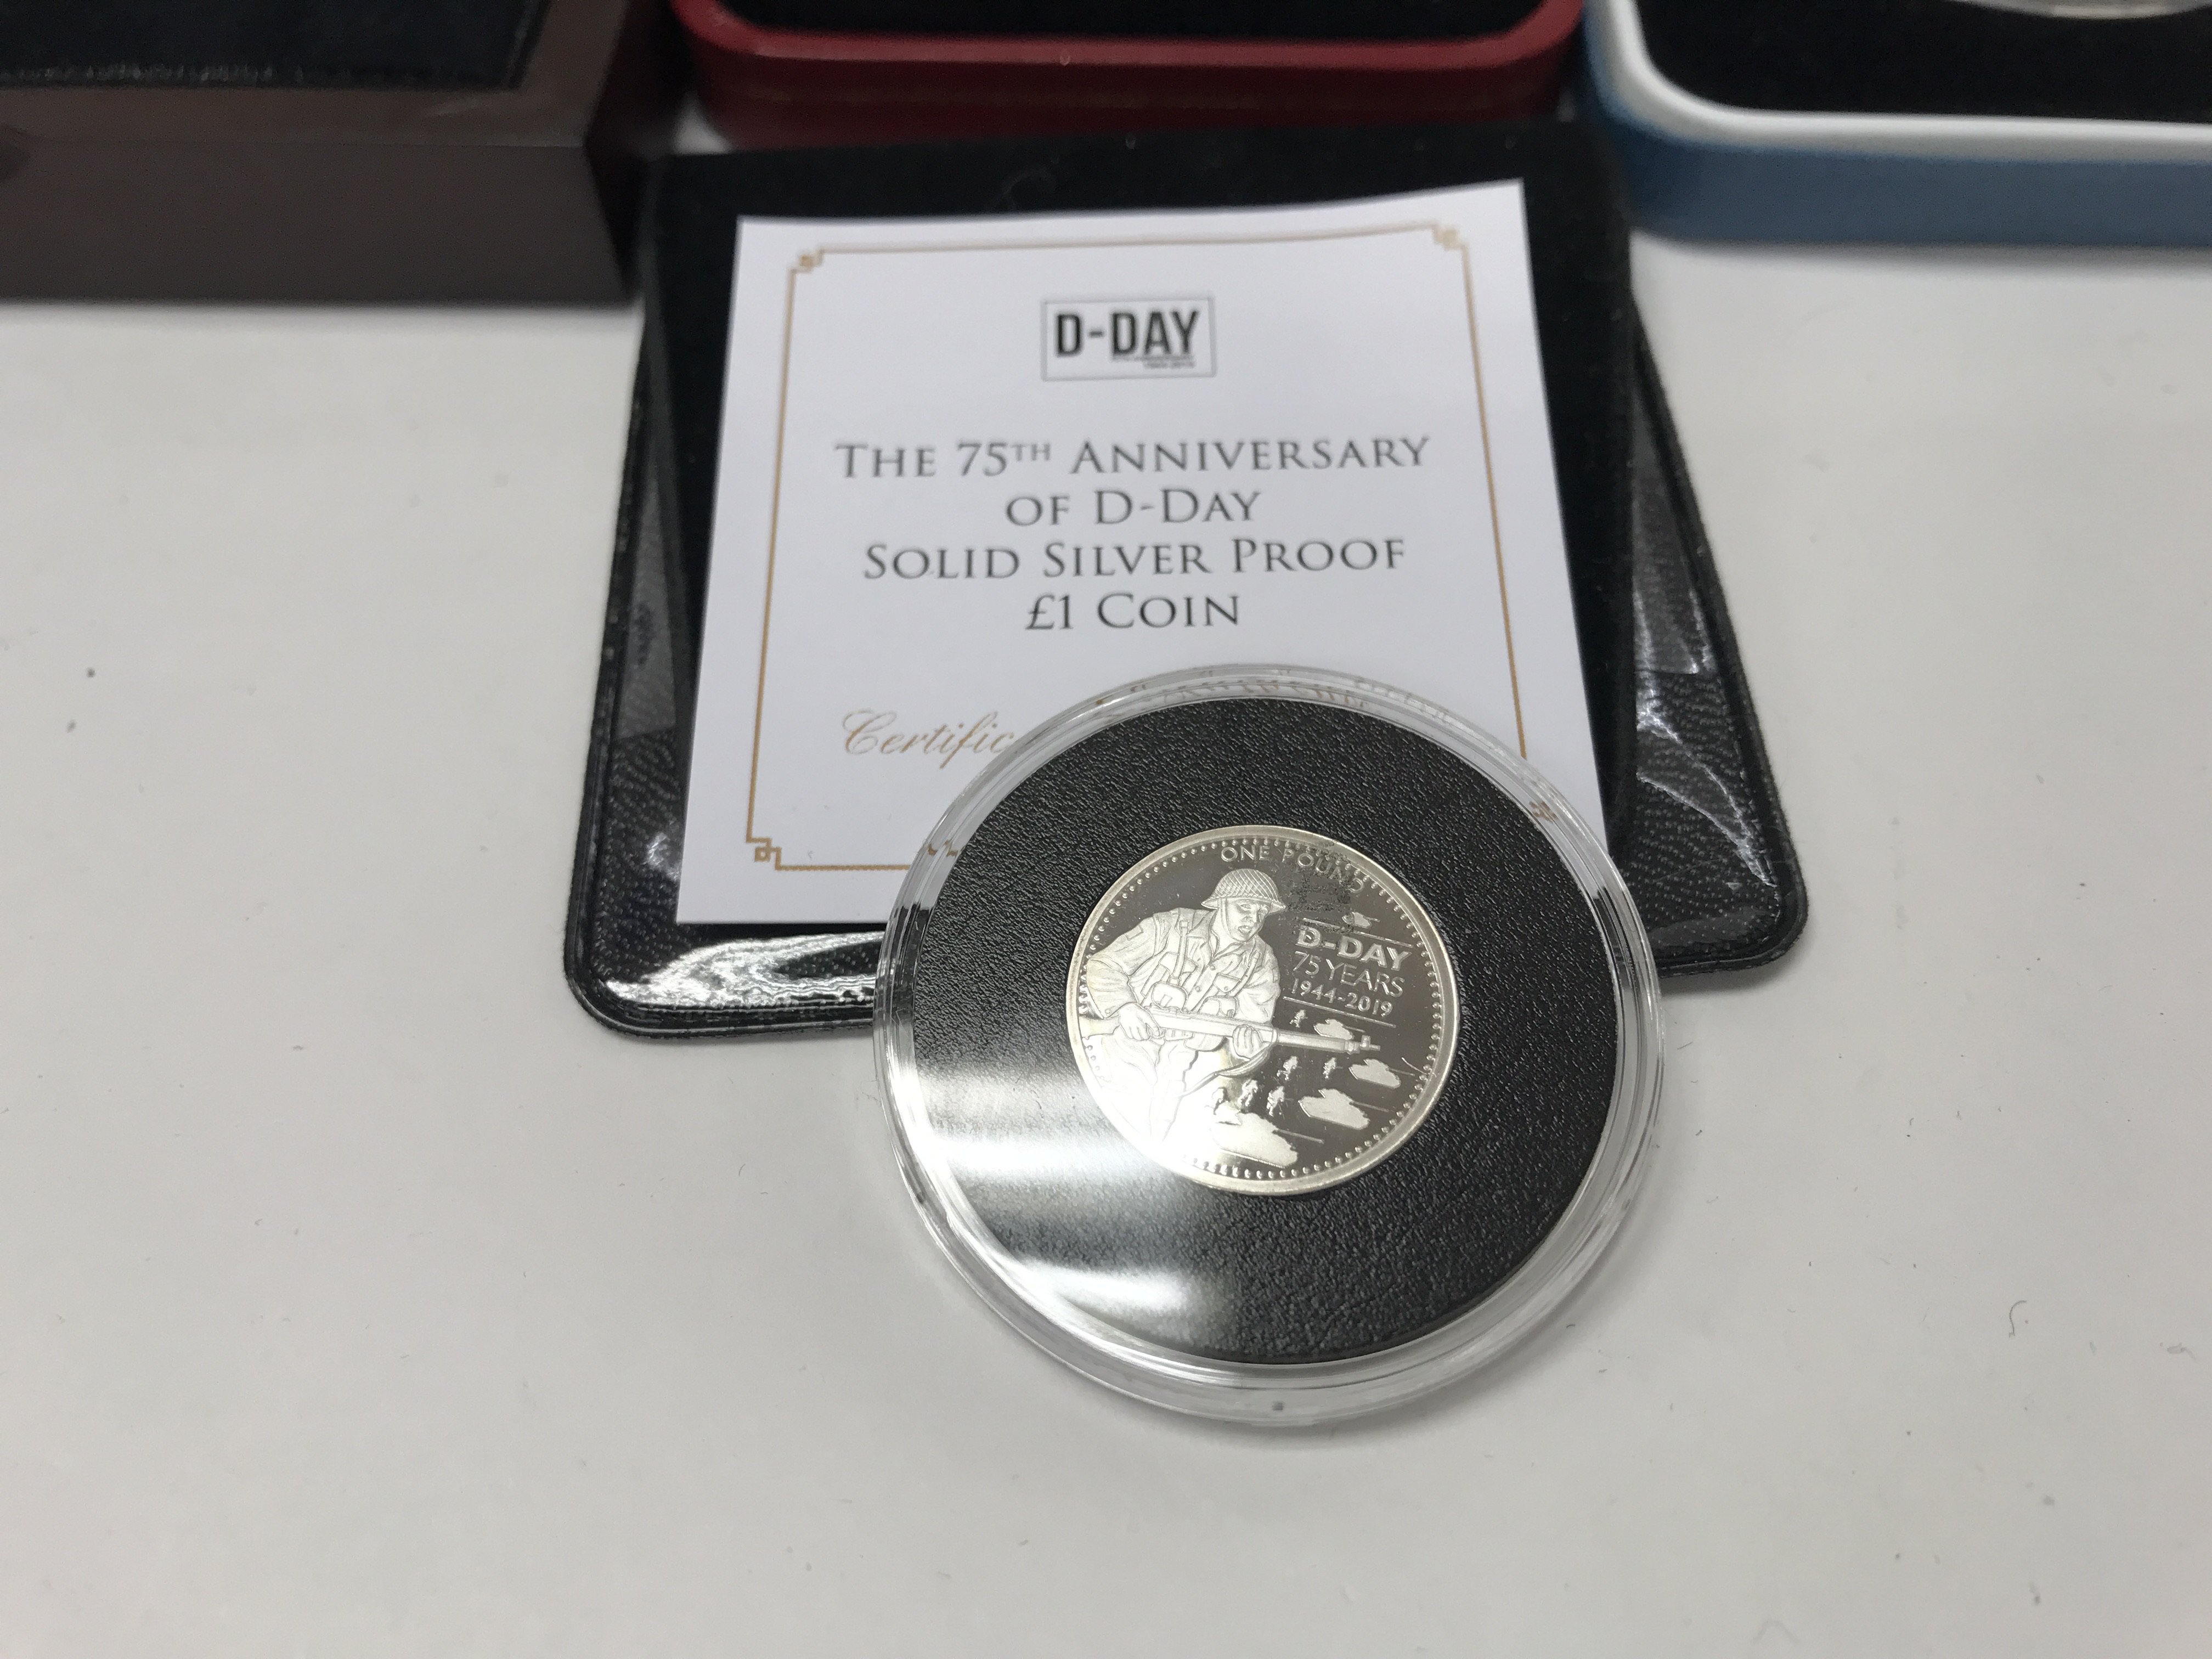 D-DAY
THE 75TH ANNIVERSARY
OF D-DAY
SOLID SILVER PROOF
£1 COIN
ONE POUND
D-DAY
75 YEARS
1944-2019